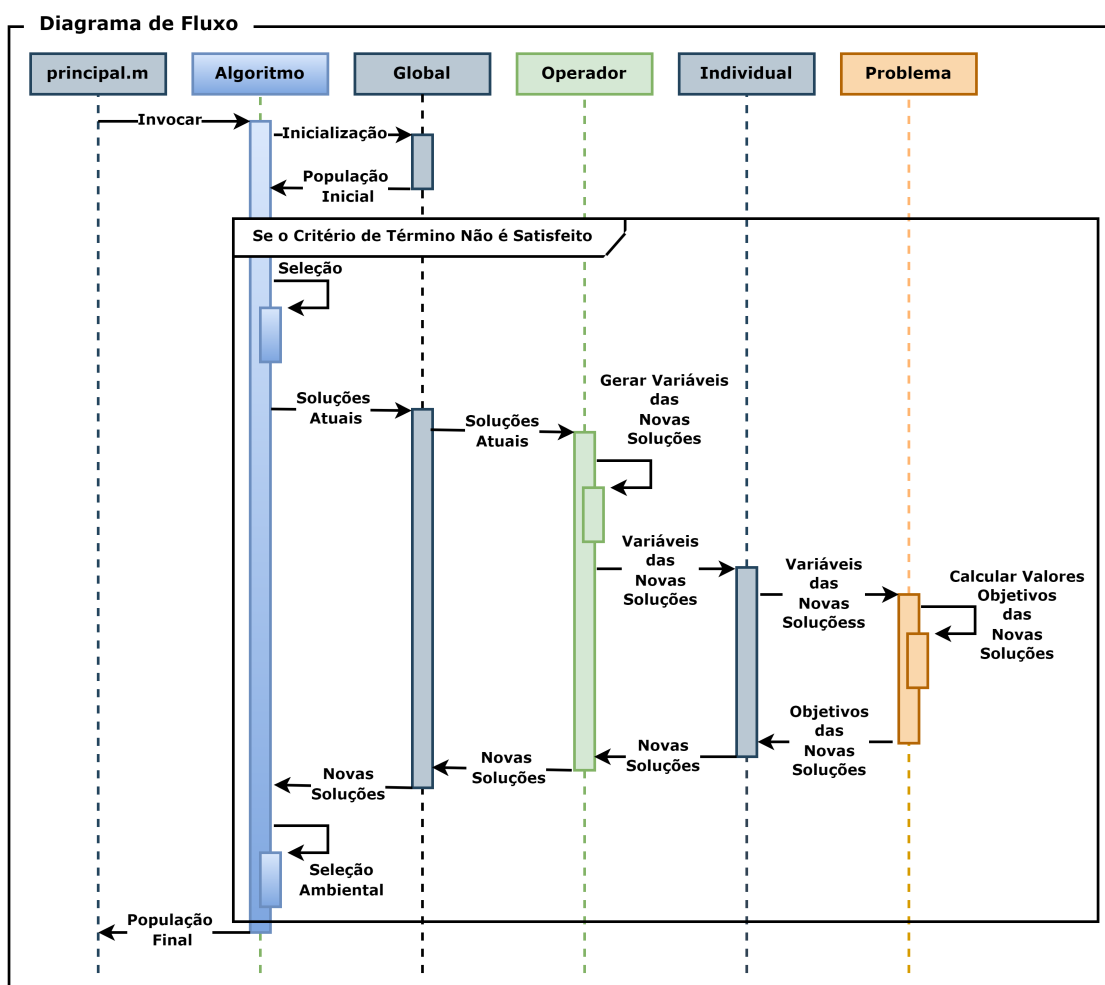 Diagrama de Fluxo
principal.m
Algoritmo
Global
Operador
Individual
Problema
Invocar
Inicialização
População
Inicial
Se o Critério de Término Não é Satisfeito
Seleção
Soluções
Atuais
Soluções
Atuais
Gerar Variáveis
das
Novas
Soluções
Variáveis
das
Novas
Soluções
Variáveis
das
Novas
Soluçõess
Calcular Valores
Objetivos
das
Novas
Soluções
Objetivos
das
Novas
Soluções
Novas
Soluções
Novas
Soluções
Novas
Soluções
Seleção
Ambiental
População
Final